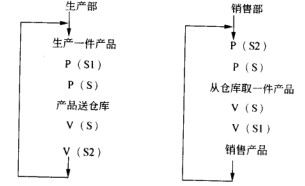 生产部
生产一件产品
P（S1）
P（S）
产品送仓库
V（S）
V（S2）
销售部
P（S2）
P（S）
从仓库取一件产品
V（S）
V（S1）
销售产品